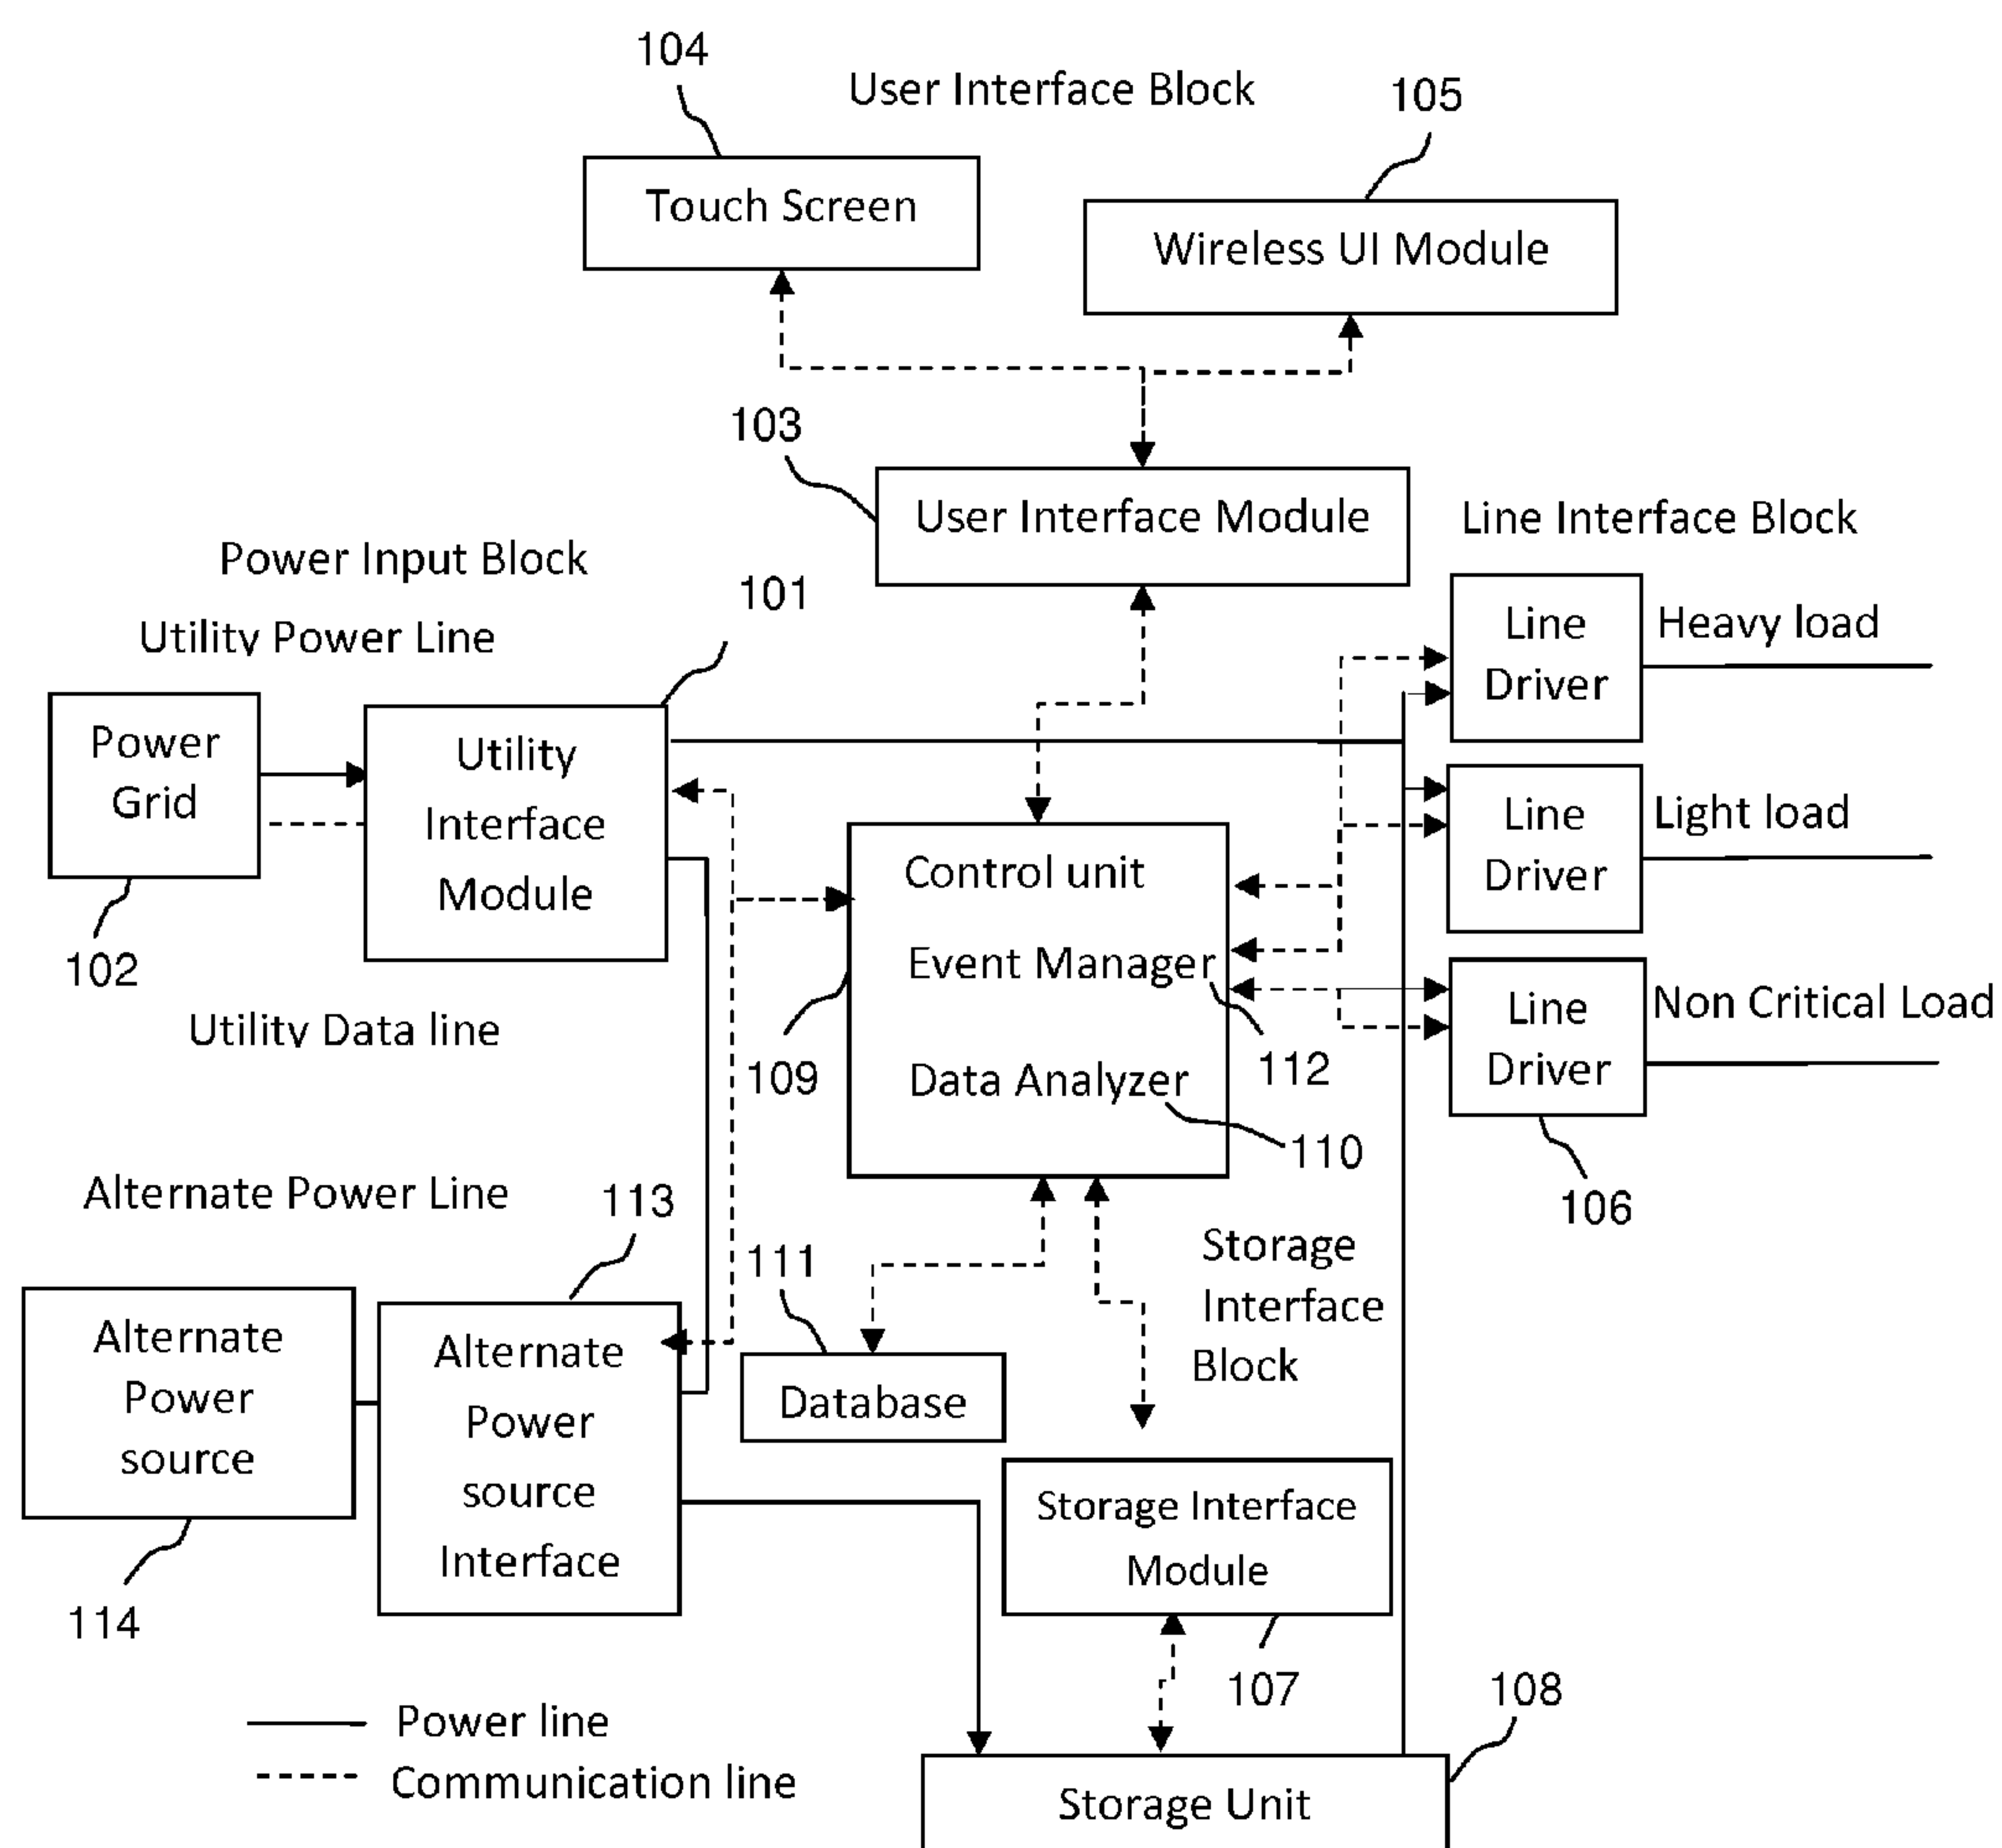 104
User Interface Block
105
Touch Screen
Wireless UI Module
103
User Interface Module
Line Interface Block
Power Input Block
101
Utility Power Line
Line
Driver
Heavy load
Power
Grid
Utility
Interface
Module
Line
Driver
Light load
102
Control unit
Event Manager
Data Analyzer
Line
Driver
Non Critical Load
Utility Data line
109
112
110
106
Alternate Power Line
113
111
Storage
Interface
Block
Alternate
Power
source
Alternate
Power
source
Interface
Database
Storage Interface
Module
114
107
108
Power line
Communication line
Storage Unit